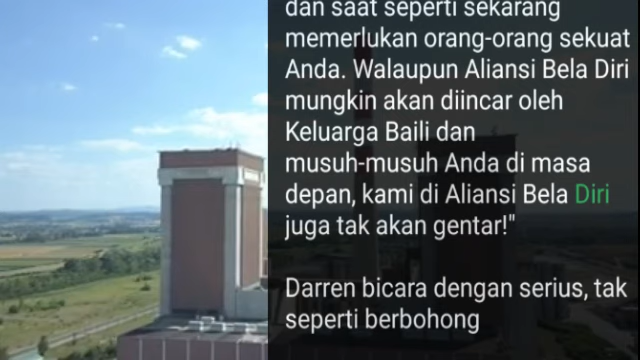 dan saat seperti sekarang
memerlukan orang-orang sekuat
Anda. Walaupun Aliansi Bela Diri
mungkin akan diincar oleh
Keluarga Baili dan
musuh-musuh Anda di masa
depan, kami di Aliansi Bela Diri
juga tak akan gentar!"
Darren bicara dengan serius, tak
seperti berbohong